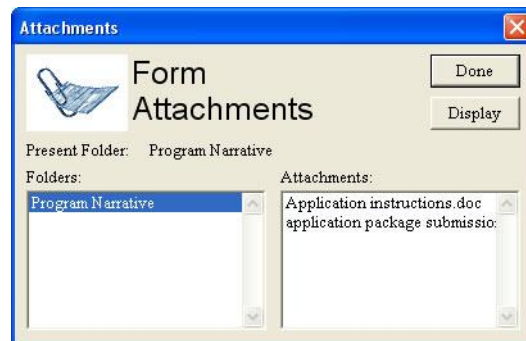 Attachments
Form
Attachments
Done
Display
Present Folder: Program Narrative
Folders:
Attachments:
Program Narrative
Application instructions.doc
application package submissio